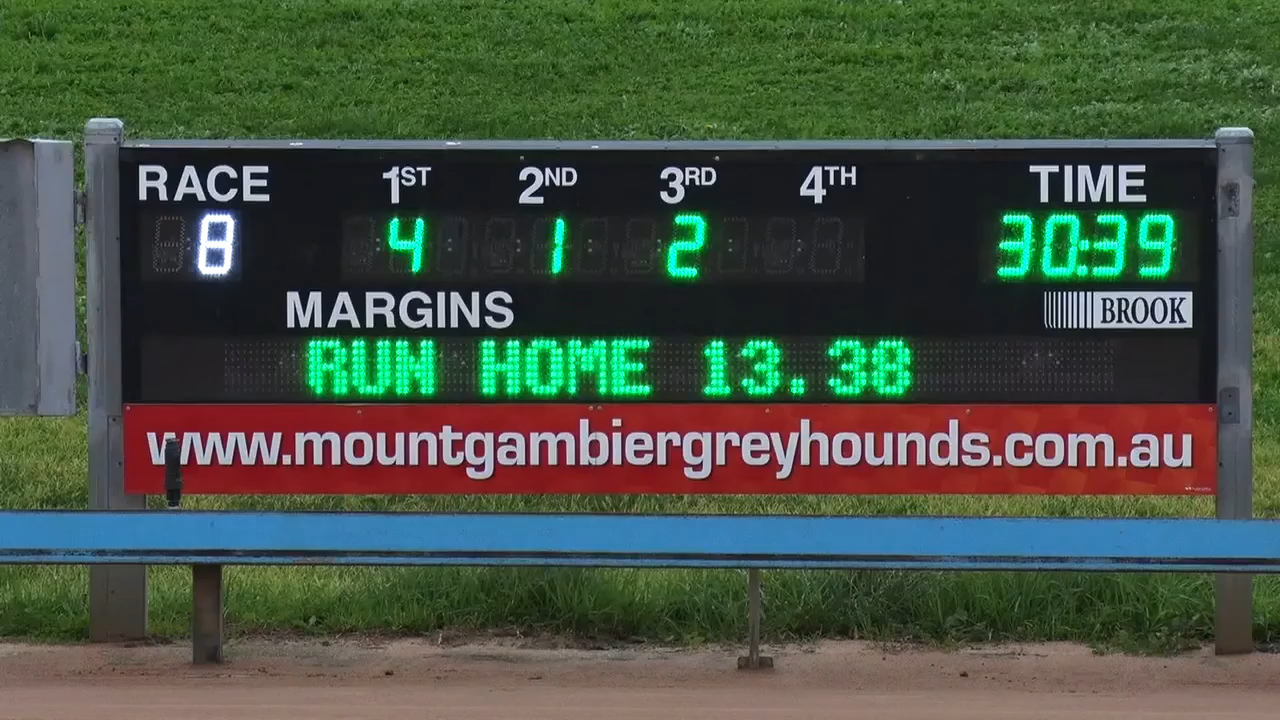 RACE 1ST 2ND 3RD 4TH TIME
8 4 1 2 30:39
MARGINS BROOK
RUN HOME 13.38
www.mountgambiergreyhounds.com.au